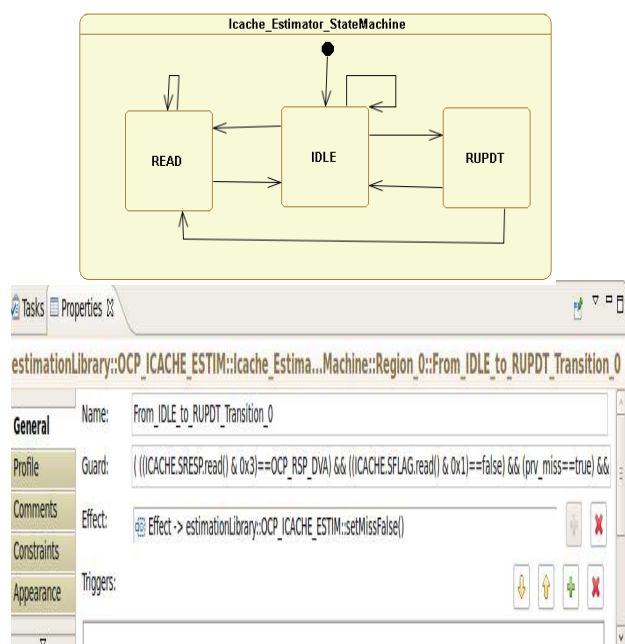 Icache_Estimator_StateMachine
READ
IDLE
RUPDT
Tasks Properties
estimationLibrary::OCP_ICACHE_ESTIM::Icache_Estima...Machine::Region_0::From_IDLE_to_RUPDT_Transition_0
General
Name: From_IDLE_to_RUPDT_Transition_0
Profile
Guard: ( ((ICACHE.SRESP.read() & 0x3)==OCP_RSP_DVA) && ((ICACHE.SFLAG.read() & 0x1)==false) && (prv_miss==true) &&
Comments
Effect: Effect -> estimationLibrary::OCP_ICACHE_ESTIM::setMissFalse()
Constraints
Appearance
Triggers: